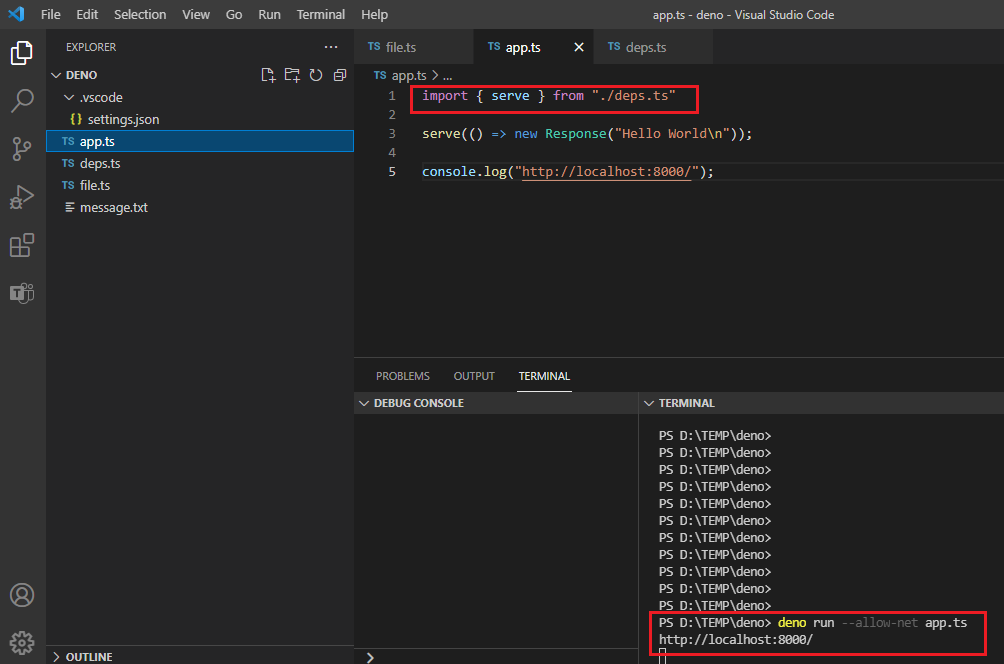 File Edit Selection View Go Run Terminal Help app.ts - deno - Visual Studio Code
EXPLORER ...
DENO
.vscode
{} settings.json
TS app.ts
TS deps.ts
TS file.ts
message.txt
OUTLINE
TS file.ts TS app.ts TS deps.ts
TS app.ts > ...
1 import { serve } from "./deps.ts"
2
3 serve(() => new Response("Hello World\n"));
4
5 console.log("http://localhost:8000/");
PROBLEMS OUTPUT TERMINAL
DEBUG CONSOLE
TERMINAL
PS D:\TEMP\deno>
PS D:\TEMP\deno>
PS D:\TEMP\deno>
PS D:\TEMP\deno>
PS D:\TEMP\deno>
PS D:\TEMP\deno>
PS D:\TEMP\deno>
PS D:\TEMP\deno>
PS D:\TEMP\deno>
PS D:\TEMP\deno>
PS D:\TEMP\deno>
PS D:\TEMP\deno> deno run --allow-net app.ts
http://localhost:8000/